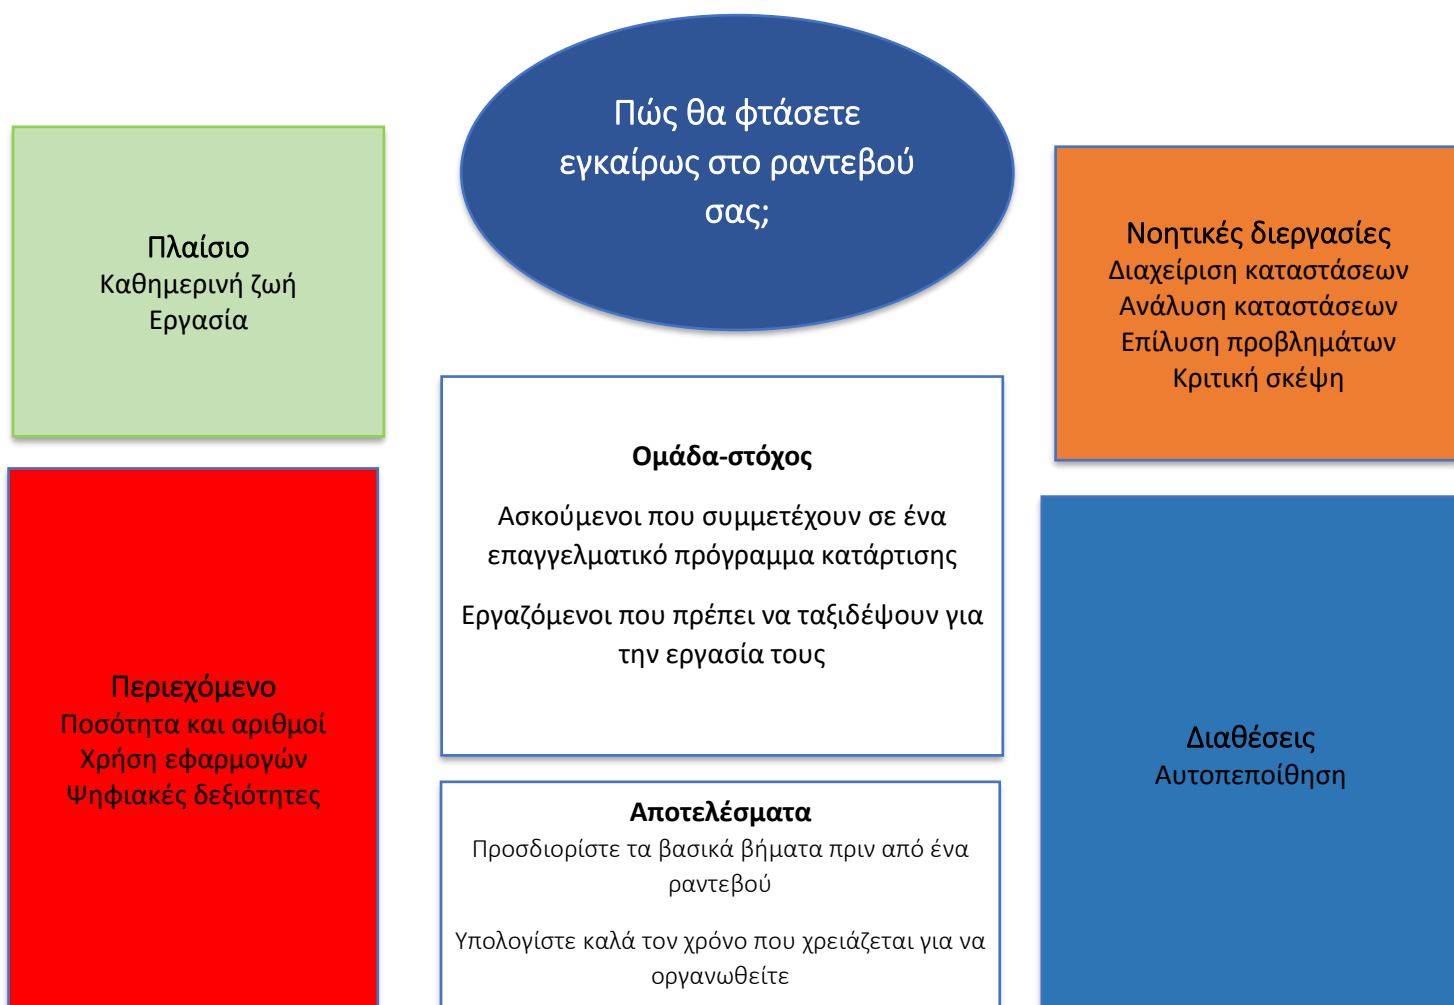 Πώς θα φτάσετε
εγκαίρως στο ραντεβού
σας;
Πλαίσιο
Καθημερινή ζωή
Εργασία
Νοητικές διεργασίες
Διαχείριση καταστάσεων
Ανάλυση καταστάσεων
Επίλυση προβλημάτων
Κριτική σκέψη
Ομάδα-στόχος
Ασκούμενοι που συμμετέχουν σε ένα
επαγγελματικό πρόγραμμα κατάρτισης
Εργαζόμενοι που πρέπει να ταξιδέψουν για
την εργασία τους
Περιεχόμενο
Ποσότητα και αριθμοί
Χρήση εφαρμογών
Ψηφιακές δεξιότητες
Διαθέσεις
Αυτοπεποίθηση
Αποτελέσματα
Προσδιορίστε τα βασικά βήματα πριν από ένα
ραντεβού
Υπολογίστε καλά τον χρόνο που χρειάζεται για να
οργανωθείτε